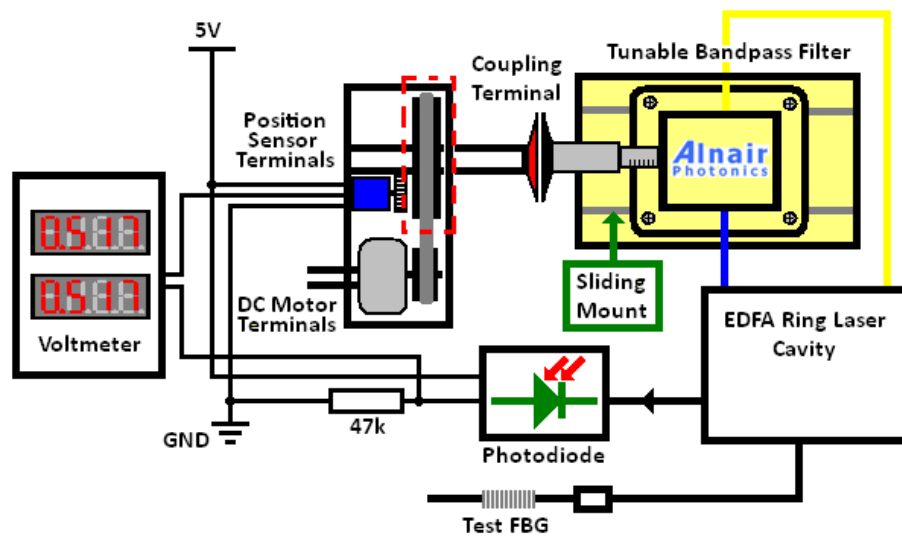 5V
Tunable Bandpass Filter
Coupling
Terminal
Position
Sensor
Terminals
Alnair
Photonics
0.517
0.517
Voltmeter
DC Motor
Terminals
Sliding
Mount
EDFA Ring Laser
Cavity
47k
GND
Photodiode
Test FBG